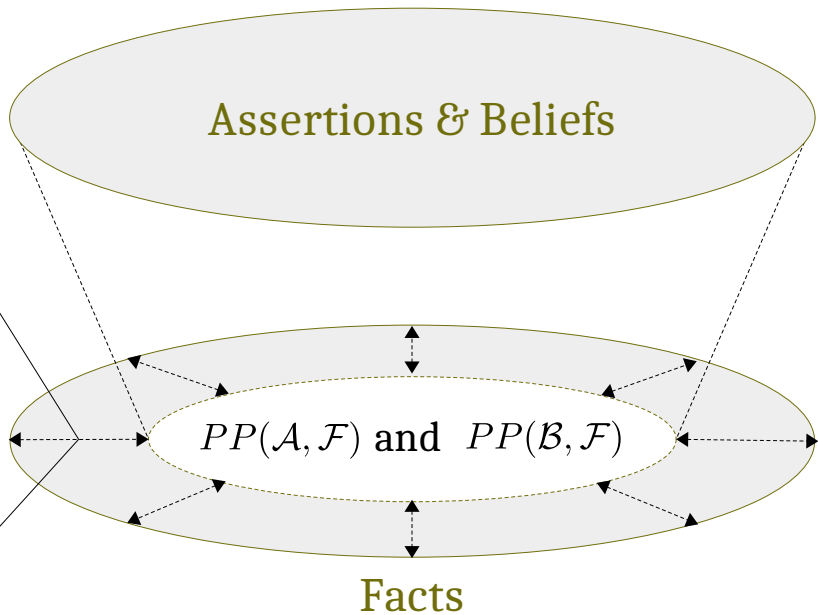 Assertions & Beliefs
PP(𝒜, ℱ) and PP(ℬ, ℱ)
Facts